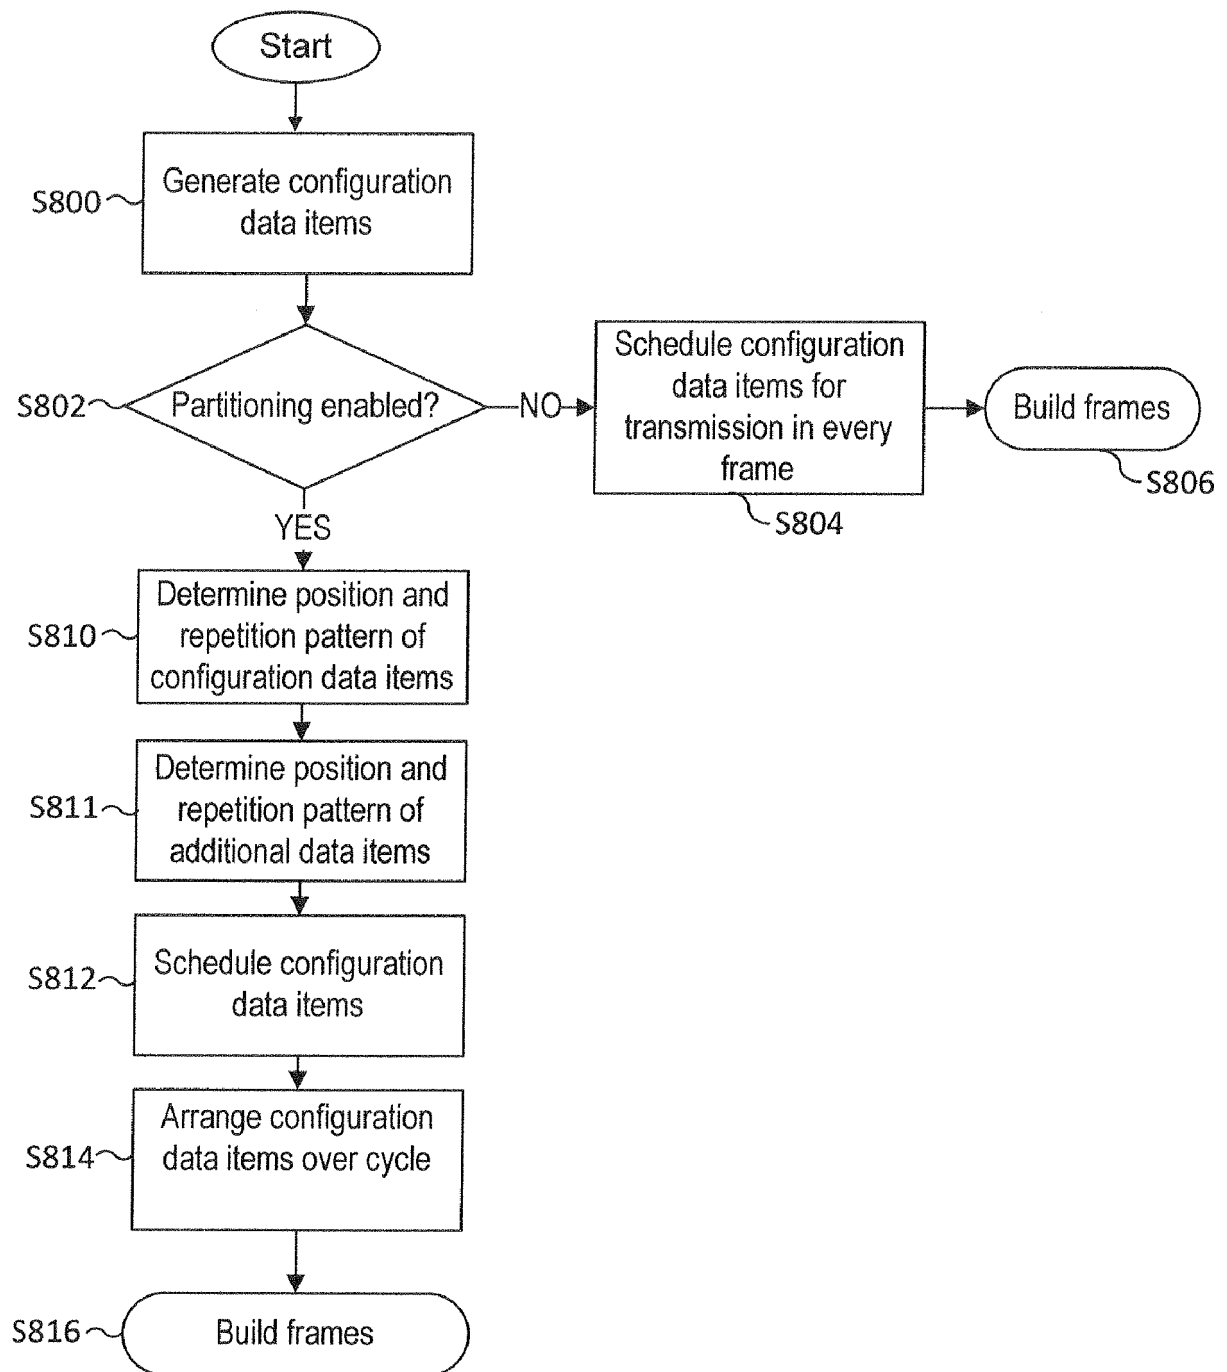 Start
S800
Generate configuration
data items
S802
Partitioning enabled?
NO
Schedule configuration
data items for
transmission in every
frame
S804
Build frames
S806
YES
S810
Determine position and
repetition pattern of
configuration data items
S811
Determine position and
repetition pattern of
additional data items
S812
Schedule configuration
data items
S814
Arrange configuration
data items over cycle
S816
Build frames